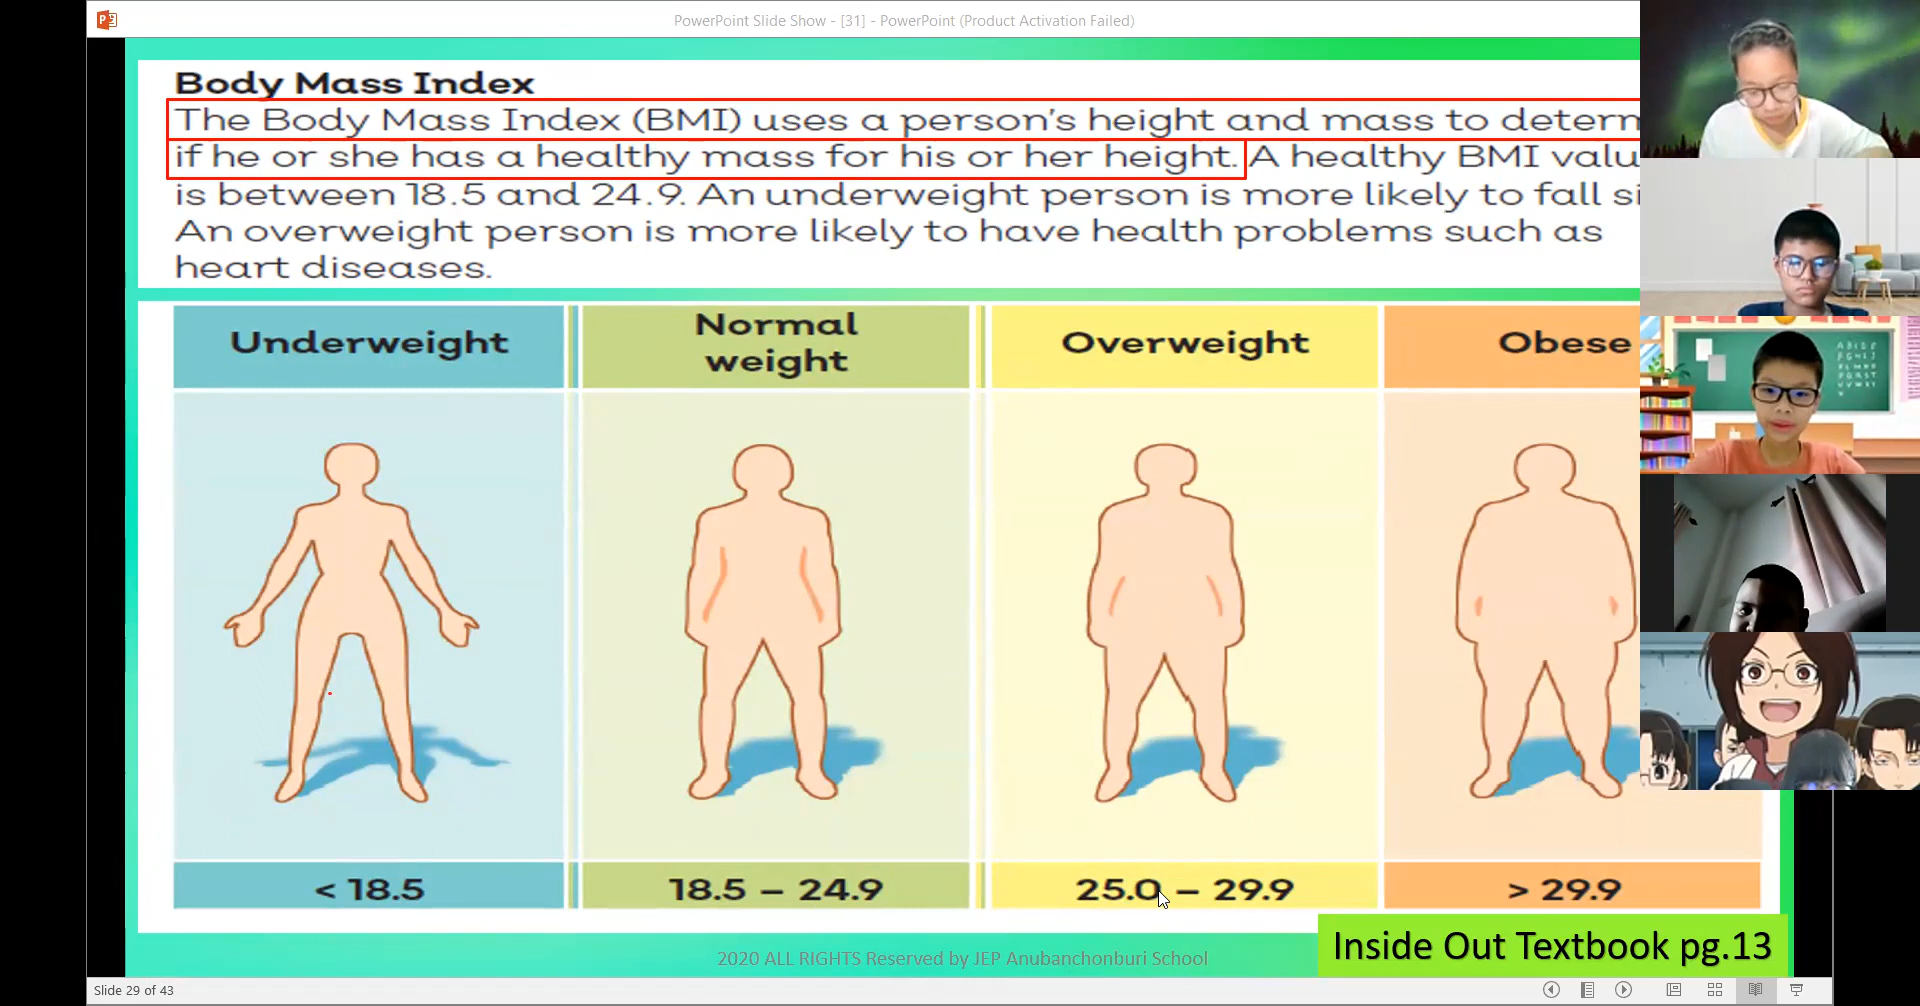 PowerPoint Slide Show - [31] - PowerPoint (Product Activation Failed)
Body Mass Index
The Body Mass Index (BMI) uses a person's height and mass to determ
if he or she has a healthy mass for his or her height. A healthy BMI valu
is between 18.5 and 24.9. An underweight person is more likely to fall si
An overweight person is more likely to have health problems such as
heart diseases.
Underweight
Normal
weight
Overweight
Obese
< 18.5
18.5 – 24.9
25.0 – 29.9
> 29.9
Inside Out Textbook pg.13
2020 ALL RIGHTS Reserved by JEP Anubanchonburi School
Slide 29 of 43